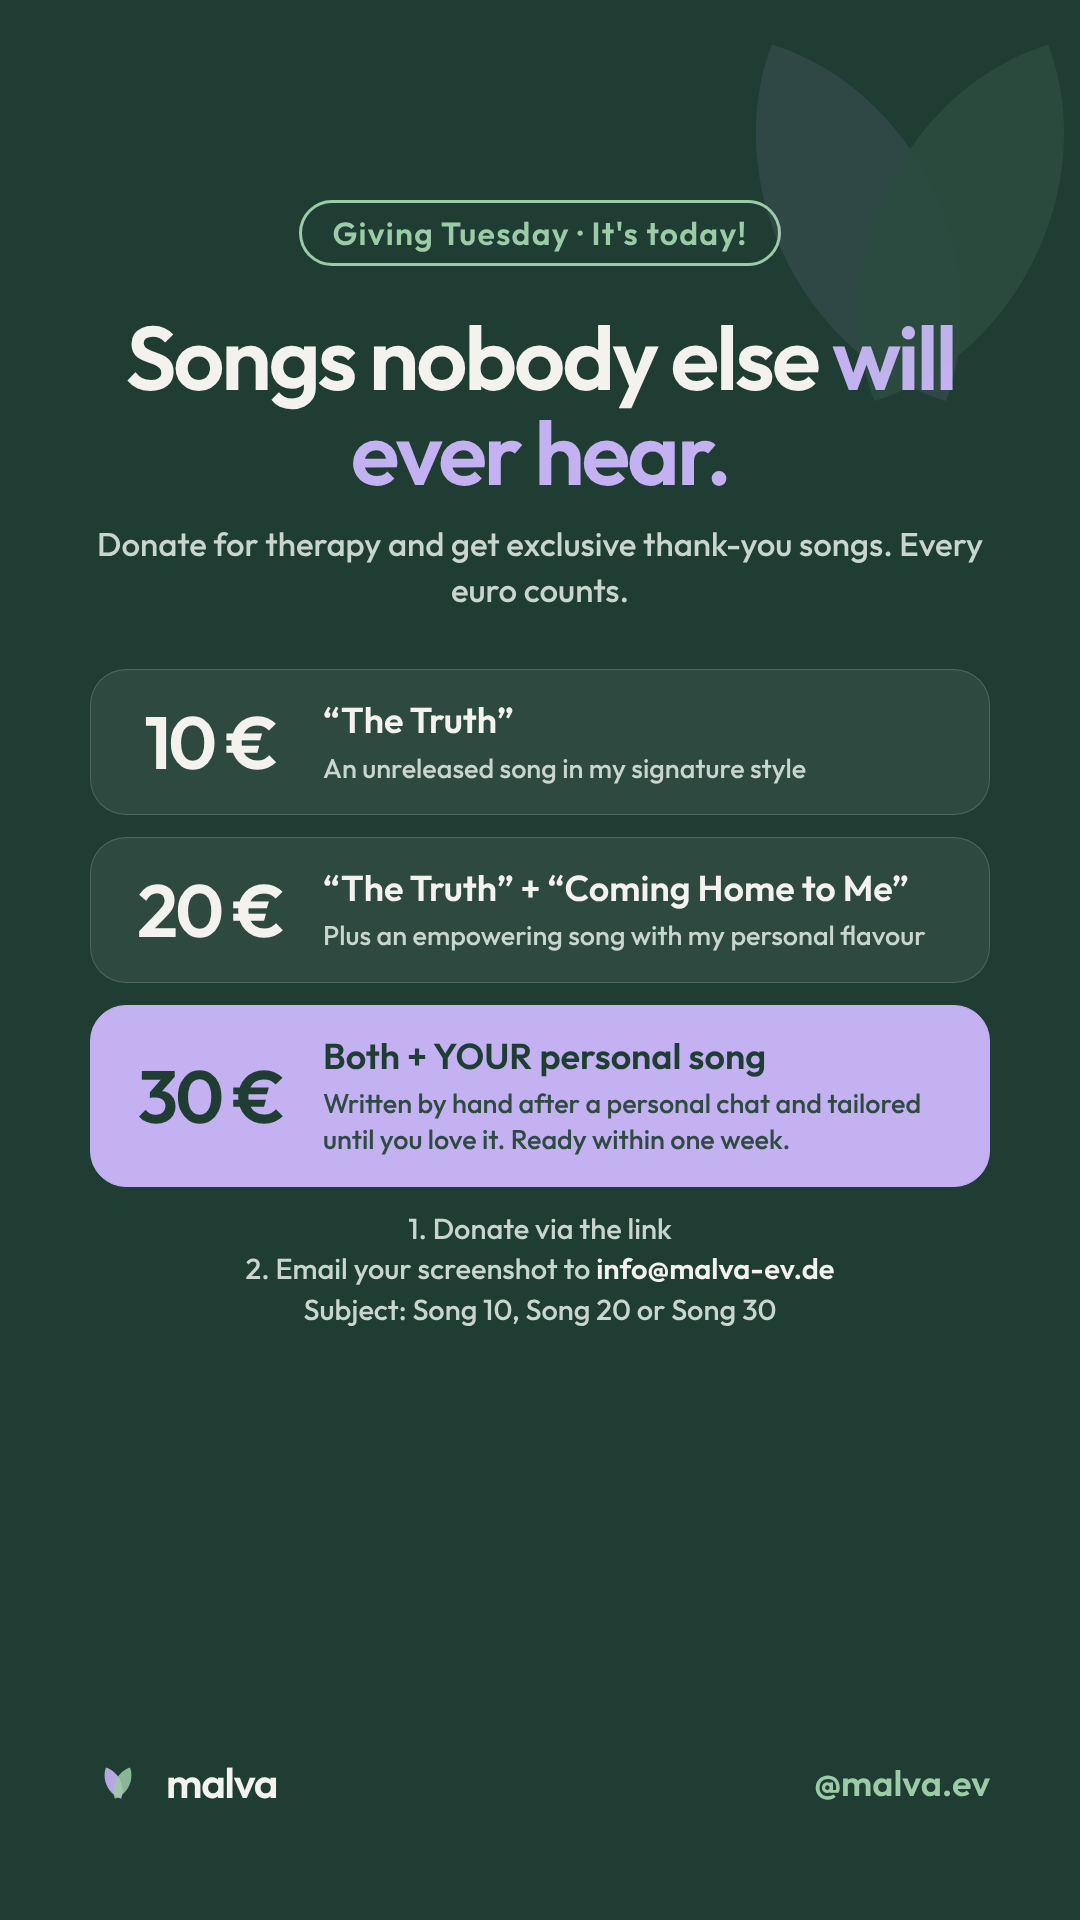 Giving Tuesday · It's today!
Songs nobody else will
ever hear.
Donate for therapy and get exclusive thank-you songs. Every
euro counts.
10 €
“The Truth”
An unreleased song in my signature style
20 €
“The Truth” + “Coming Home to Me”
Plus an empowering song with my personal flavour
30 €
Both + YOUR personal song
Written by hand after a personal chat and tailored
until you love it. Ready within one week.
1. Donate via the link
2. Email your screenshot to info@malva-ev.de
Subject: Song 10, Song 20 or Song 30
malva
@malva.ev